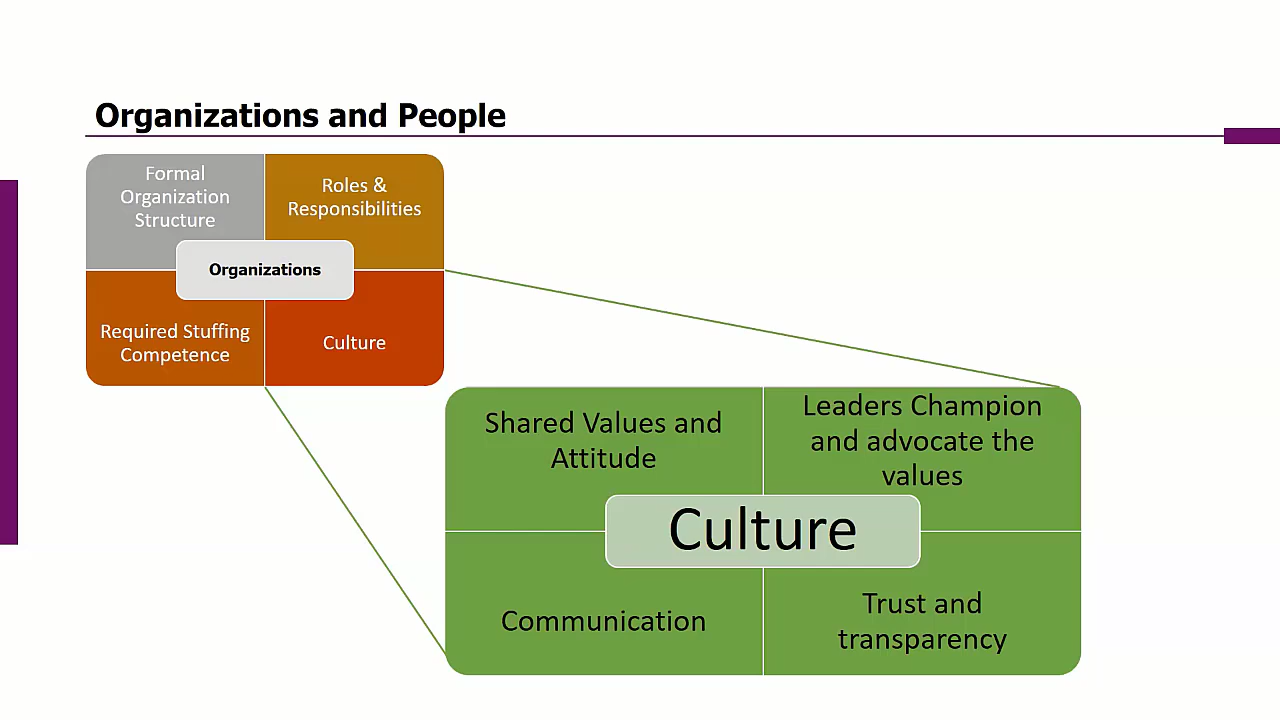 Organizations and People
Formal
Organization
Structure
Roles &
Responsibilities
Organizations
Required Stuffing
Competence
Culture
Shared Values and
Attitude
Leaders Champion
and advocate the
values
Culture
Communication
Trust and
transparency